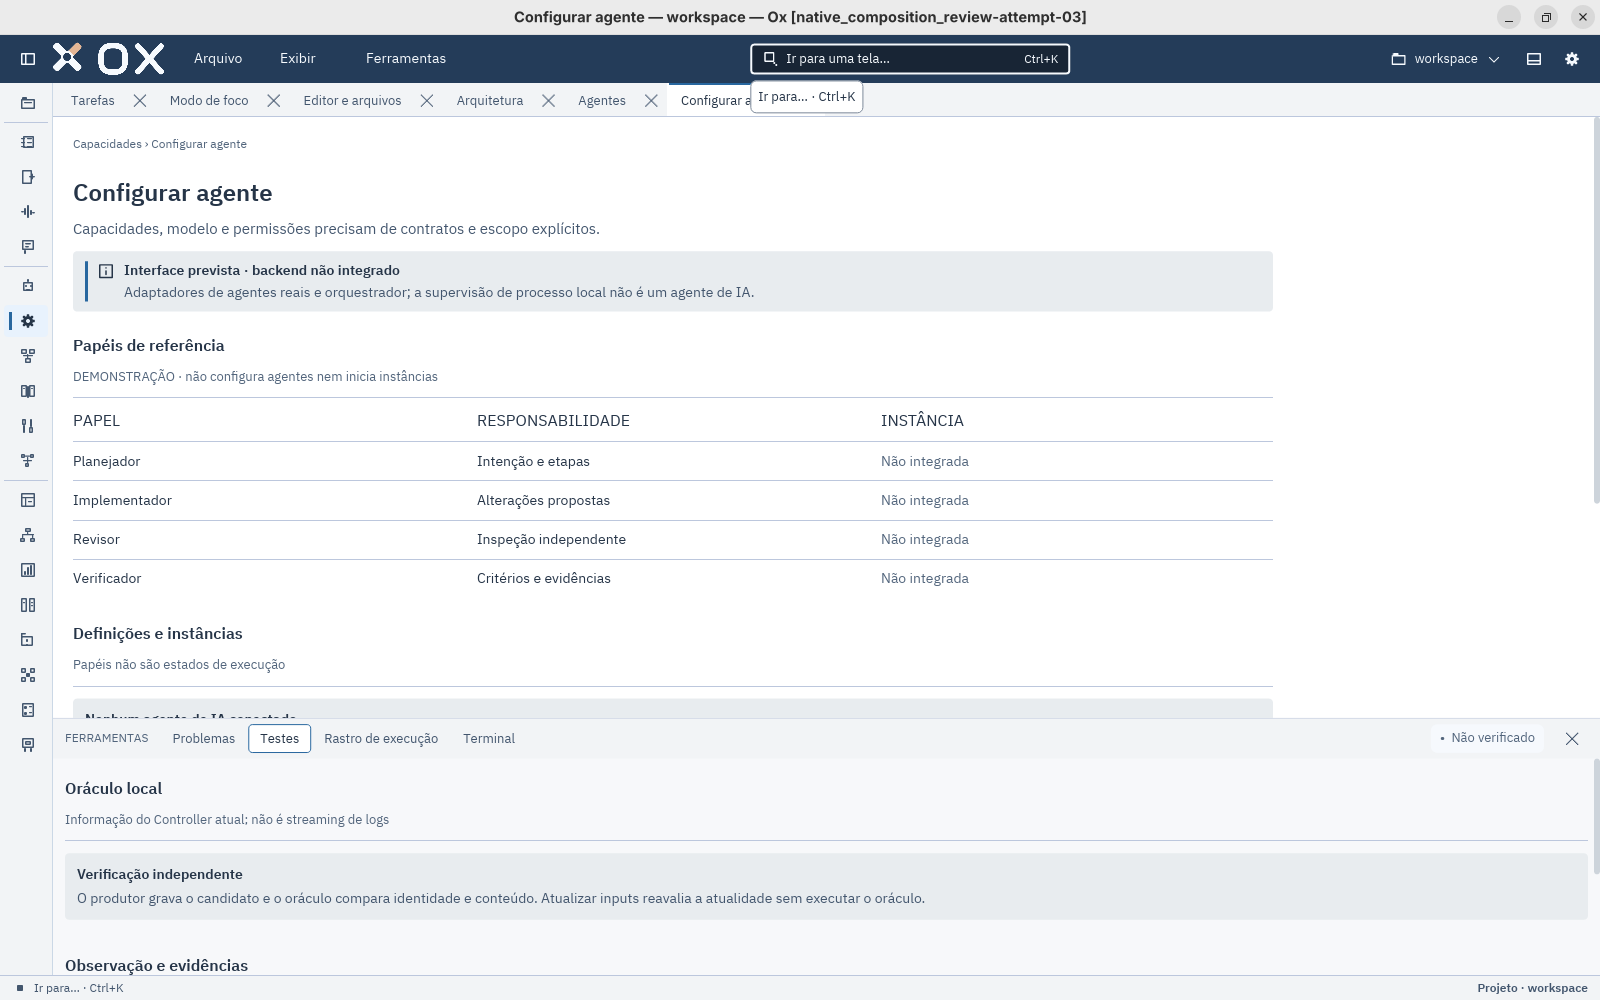 Configurar agente — workspace — Ox [native_composition_review-attempt-03]
OX
Arquivo
Exibir
Ferramentas
Ir para uma tela...
Ctrl+K
workspace
Tarefas
Modo de foco
Editor e arquivos
Arquitetura
Agentes
Configurar a
Ir para... · Ctrl+K
Capacidades › Configurar agente
Configurar agente
Capacidades, modelo e permissões precisam de contratos e escopo explícitos.
Interface prevista · backend não integrado
Adaptadores de agentes reais e orquestrador; a supervisão de processo local não é um agente de IA.
Papéis de referência
DEMONSTRAÇÃO · não configura agentes nem inicia instâncias
PAPEL RESPONSABILIDADE INSTÂNCIA
Planejador Intenção e etapas Não integrada
Implementador Alterações propostas Não integrada
Revisor Inspeção independente Não integrada
Verificador Critérios e evidências Não integrada
Definições e instâncias
Papéis não são estados de execução
Nenhum agente de IA conectado
FERRAMENTAS
Problemas
Testes
Rastro de execução
Terminal
• Não verificado
Oráculo local
Informação do Controller atual; não é streaming de logs
Verificação independente
O produtor grava o candidato e o oráculo compara identidade e conteúdo. Atualizar inputs reavalia a atualidade sem executar o oráculo.
Observação e evidências
Ir para... · Ctrl+K
Projeto · workspace